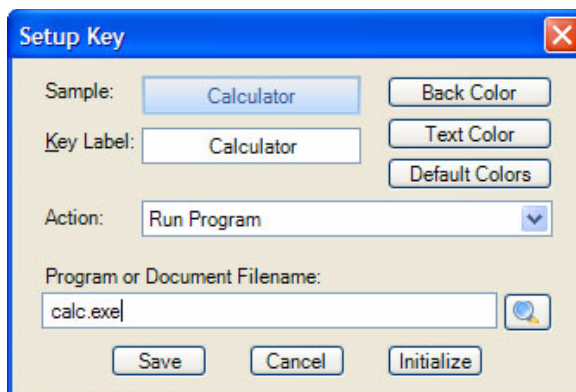 Setup Key
Sample: Calculator Back Color
Key Label: Calculator Text Color
Default Colors
Action: Run Program
Program or Document Filename:
calc.exe
Save Cancel Initialize